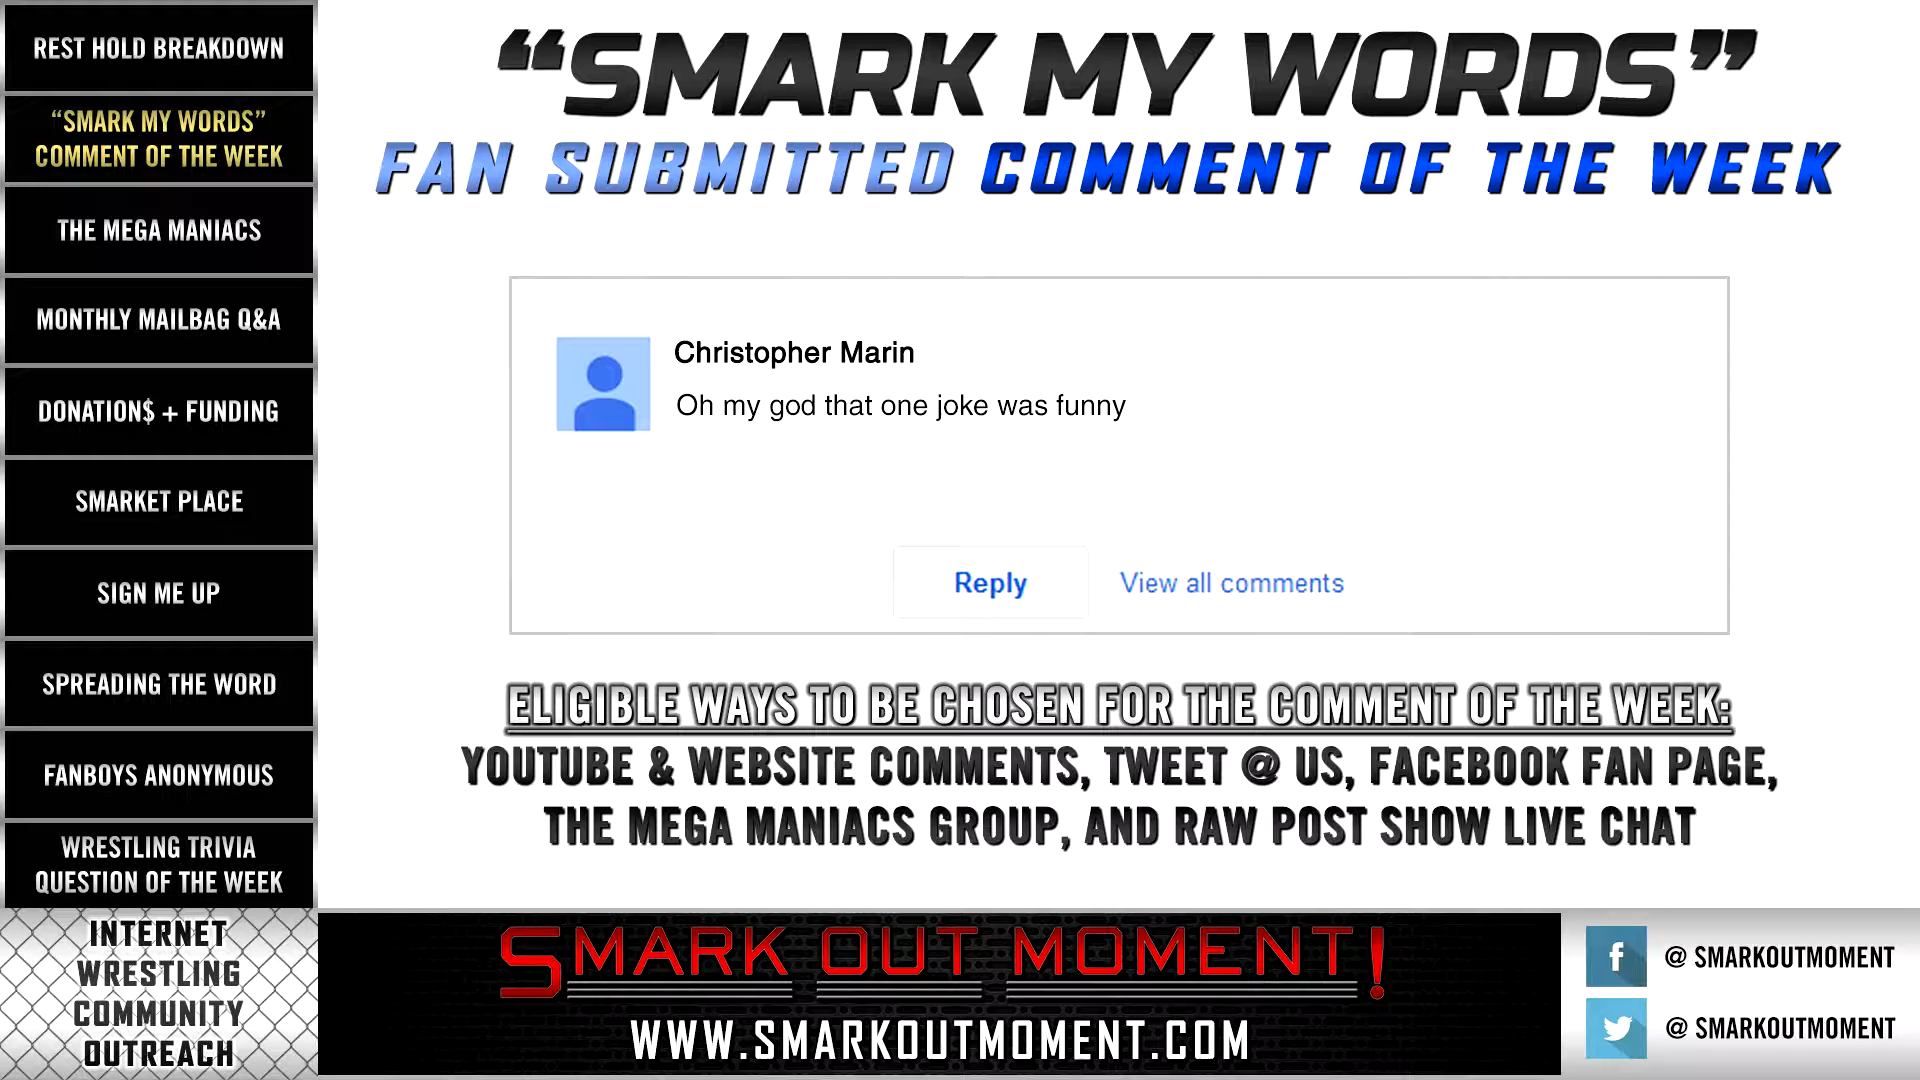 REST HOLD BREAKDOWN
“SMARK MY WORDS”
COMMENT OF THE WEEK
THE MEGA MANIACS
MONTHLY MAILBAG Q&A
DONATION$ + FUNDING
SMARKET PLACE
SIGN ME UP
SPREADING THE WORD
FANBOYS ANONYMOUS
WRESTLING TRIVIA
QUESTION OF THE WEEK
INTERNET
WRESTLING
COMMUNITY
OUTREACH
“SMARK MY WORDS”
FAN SUBMITTED COMMENT OF THE WEEK
Christopher Marin
Oh my god that one joke was funny
Reply View all comments
ELIGIBLE WAYS TO BE CHOSEN FOR THE COMMENT OF THE WEEK:
YOUTUBE & WEBSITE COMMENTS, TWEET @ US, FACEBOOK FAN PAGE,
THE MEGA MANIACS GROUP, AND RAW POST SHOW LIVE CHAT
SMARK OUT MOMENT!
WWW.SMARKOUTMOMENT.COM
f @ SMARKOUTMOMENT
@ SMARKOUTMOMENT